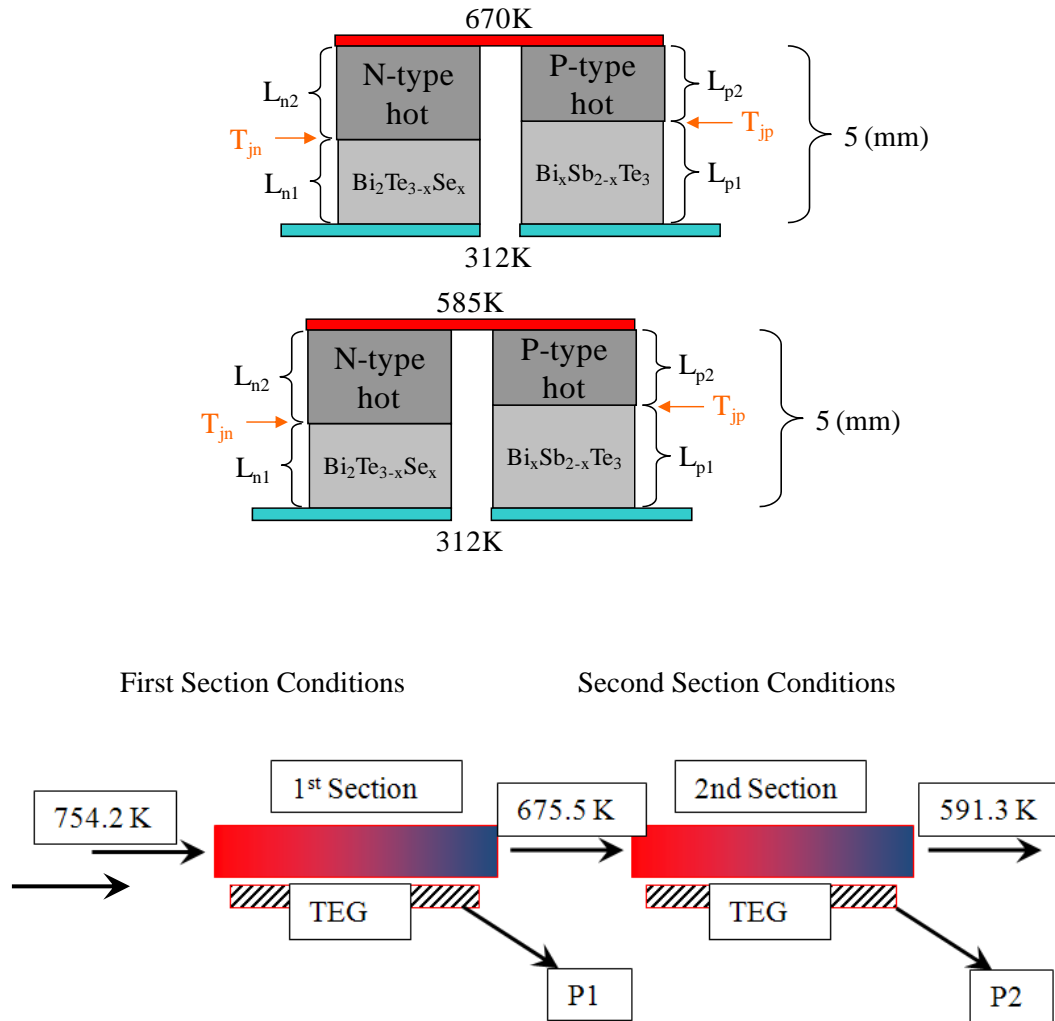 670K
N-type
hot
P-type
hot
Lₙ₂
Lₚ₂
Tⱼₙ
Tⱼₚ
5 (mm)
Lₙ₁
Bi₂Te₃₋ₓSeₓ
BiₓSb₂₋ₓTe₃
Lₚ₁
312K
585K
N-type
hot
P-type
hot
Lₙ₂
Lₚ₂
Tⱼₙ
Tⱼₚ
5 (mm)
Lₙ₁
Bi₂Te₃₋ₓSeₓ
BiₓSb₂₋ₓTe₃
Lₚ₁
312K
First Section Conditions
Second Section Conditions
1ˢᵗ Section
2nd Section
754.2 K
675.5 K
591.3 K
TEG
TEG
P1
P2